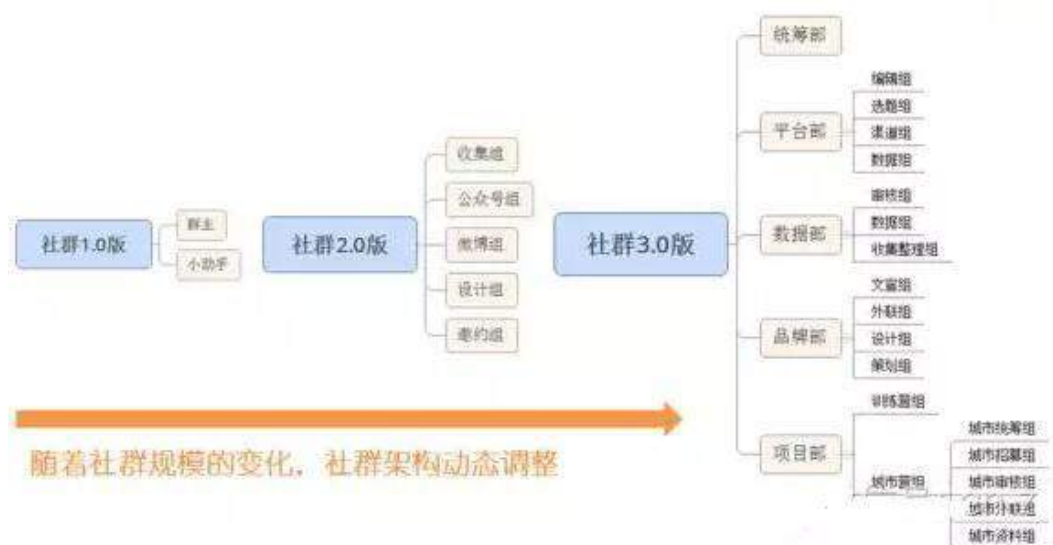 社群1.0版
群主
小助手
社群2.0版
收集组
公众号组
微博组
设计组
邀约组
社群3.0版
统筹部
平台部
编辑组
选题组
渠道组
数据组
数据部
审核组
数据组
收集整理组
品牌部
文宣组
外联组
设计组
策划组
项目部
训练营组
城市营组
城市统筹组
城市招募组
城市审核组
城市外联组
城市资料组
随着社群规模的变化，社群架构动态调整